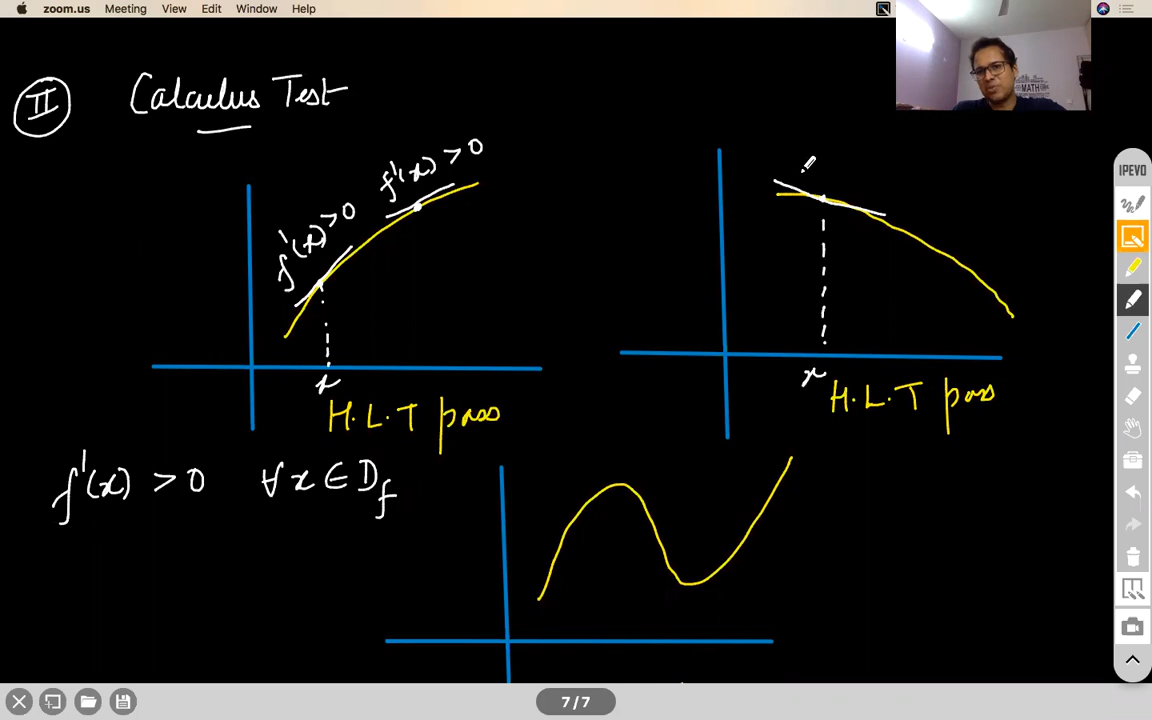 zoom.us Meeting View Edit Window Help
II Calculus Test
MATH
IPEVO
f'(x) > 0
f'(x) > 0
x
x
H.L.T pass
H.L.T pass
f'(x) > 0 ∀ x ∈ D_f
7/7